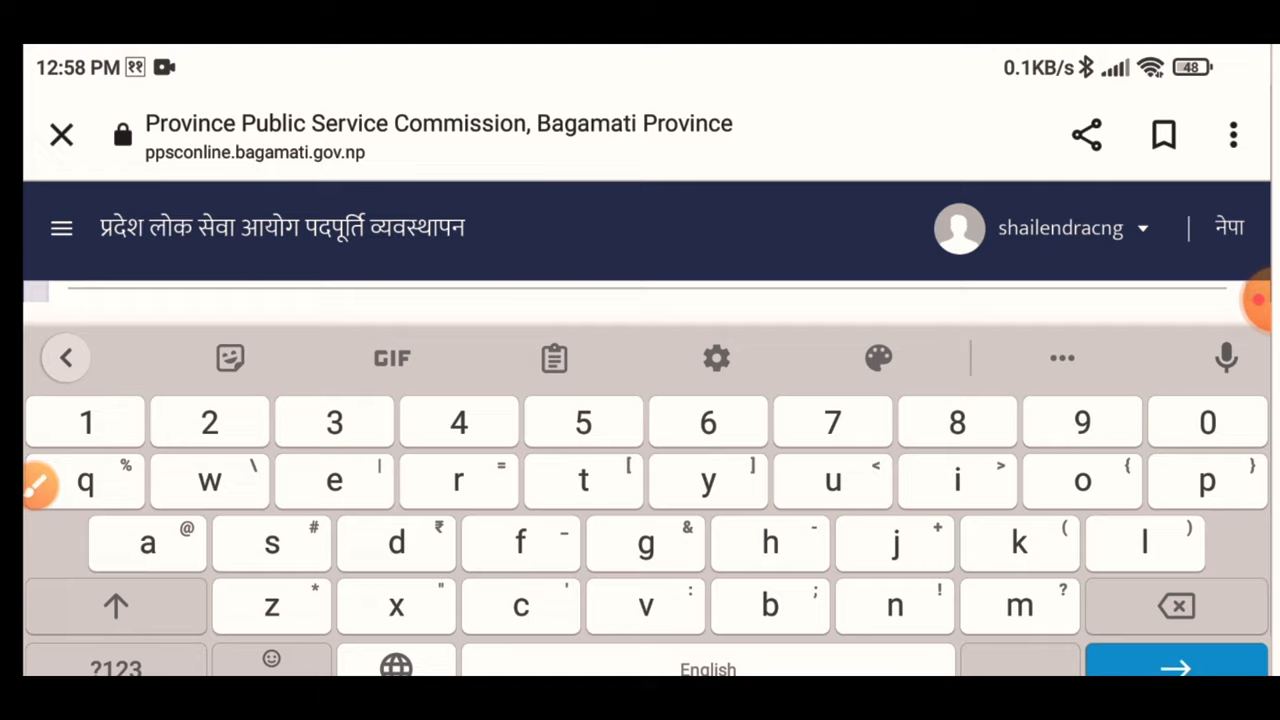 12:58 PM ११ 0.1KB/s 48
Province Public Service Commission, Bagamati Province
ppsconline.bagamati.gov.np
प्रदेश लोक सेवा आयोग पदपूर्ति व्यवस्थापन shailendracng नेपा
GIF
1 2 3 4 5 6 7 8 9 0
q % w \ e | r = t [ y ] u < i > o { p }
a @ s # d ₹ f _ g & h - j + k ( l )
z * x " c ' v : b ; n ! m ?
?123 English